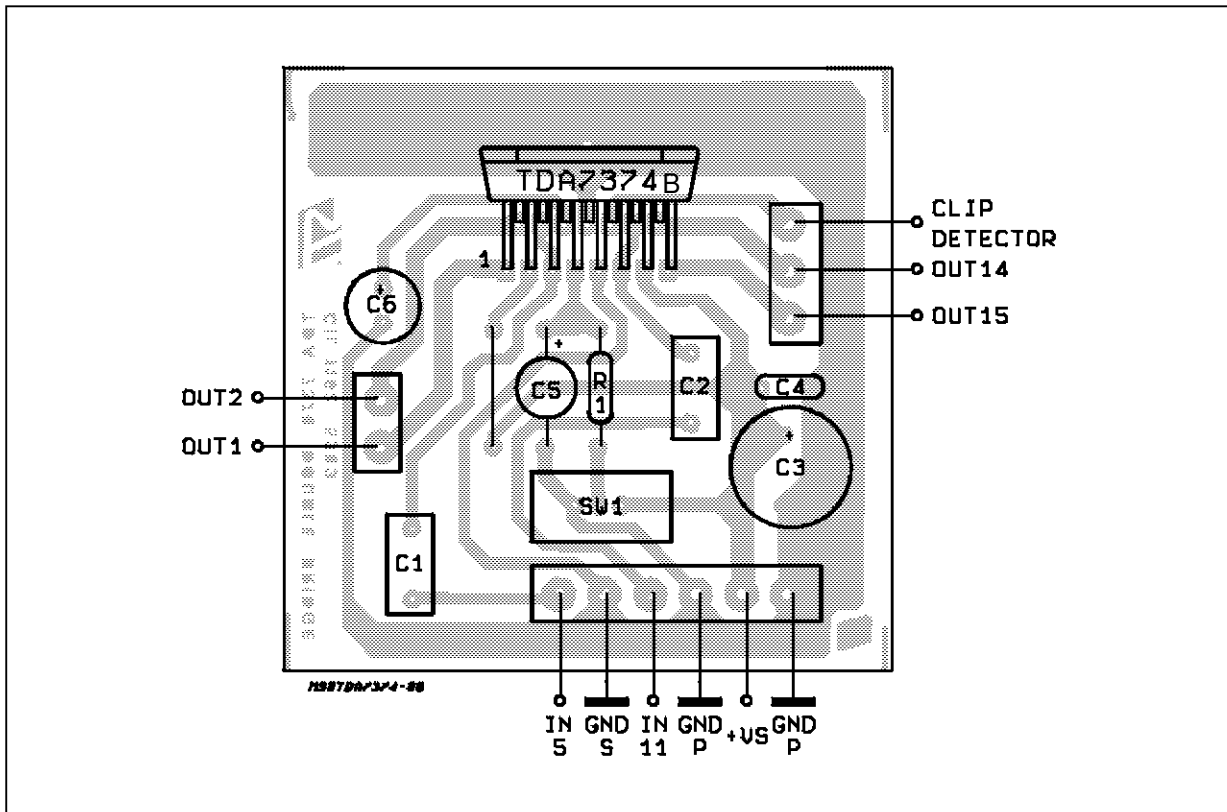 TDA7374B
1
CLIP
DETECTOR
OUT14
OUT15
C6
C5
R
1
C2
C4
C3
OUT2
OUT1
SW1
C1
IN
5
GND
S
IN
11
GND
P
+VS
GND
P